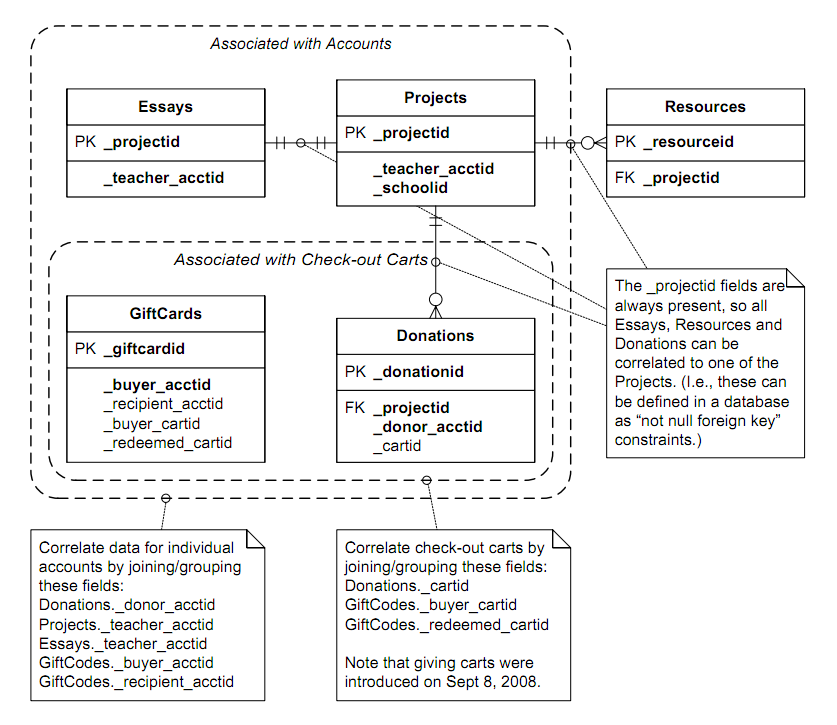 Associated with Accounts
Essays
PK _projectid
_teacher_acctid
Projects
PK _projectid
_teacher_acctid
_schoolid
Resources
PK _resourceid
FK _projectid
Associated with Check-out Carts
GiftCards
PK _giftcardid
_buyer_acctid
_recipient_acctid
_buyer_cartid
_redeemed_cartid
Donations
PK _donationid
FK _projectid
_donor_acctid
_cartid
The _projectid fields are
always present, so all
Essays, Resources and
Donations can be
correlated to one of the
Projects. (I.e., these can
be defined in a database
as “not null foreign key”
constraints.)
Correlate data for individual
accounts by joining/grouping
these fields:
Donations._donor_acctid
Projects._teacher_acctid
Essays._teacher_acctid
GiftCodes._buyer_acctid
GiftCodes._recipient_acctid
Correlate check-out carts by
joining/grouping these fields:
Donations._cartid
GiftCodes._buyer_cartid
GiftCodes._redeemed_cartid
Note that giving carts were
introduced on Sept 8, 2008.